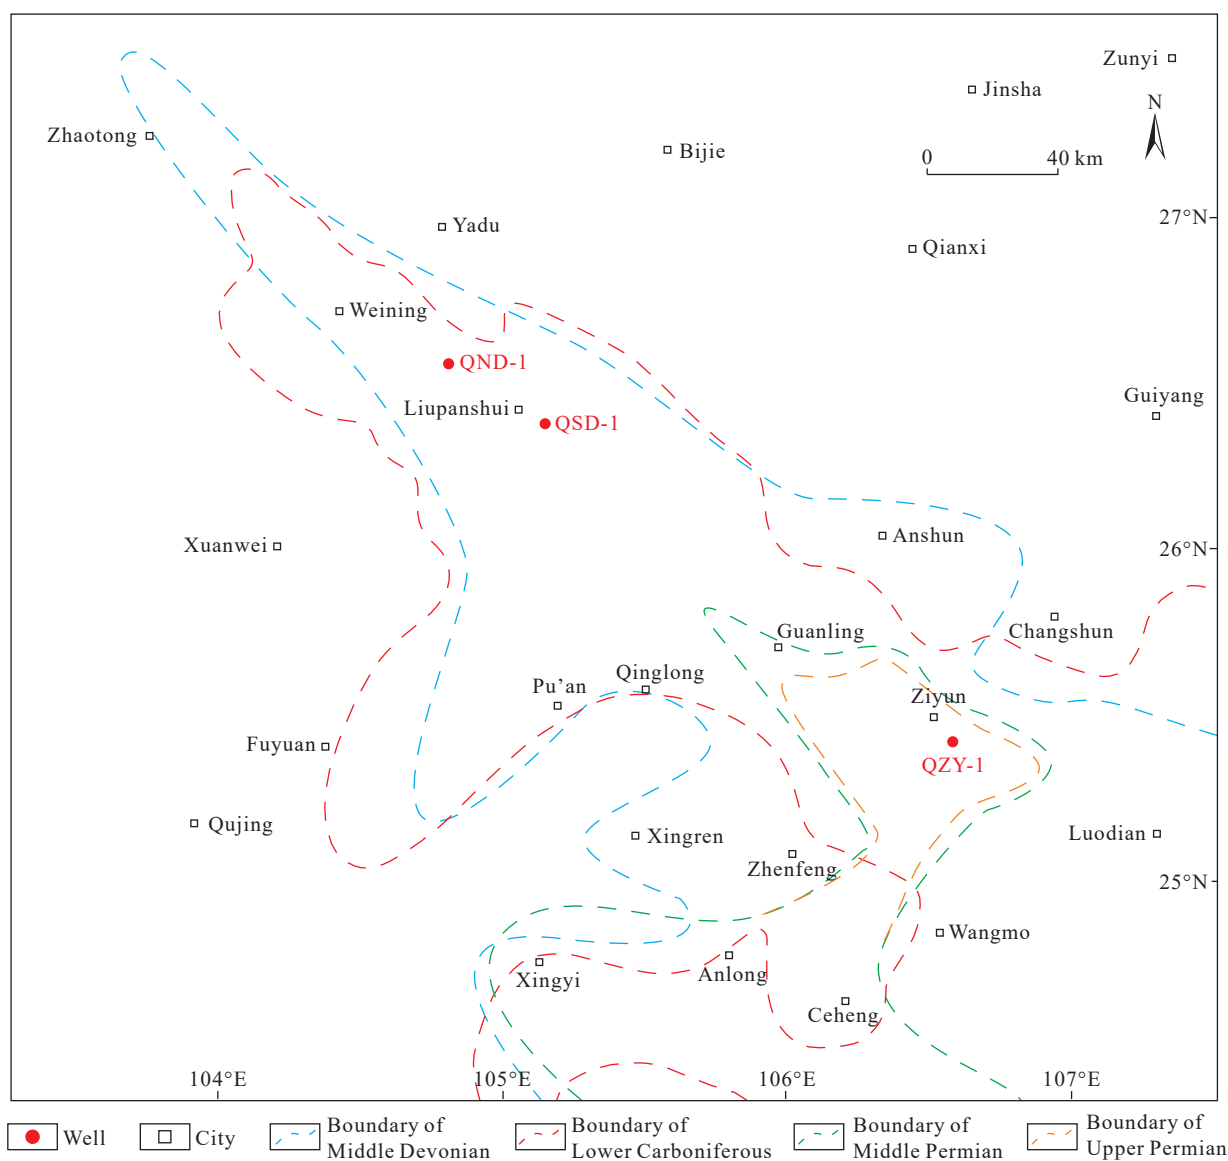 Zunyi
Jinsha
N
Zhaotong
Bijie
0 40 km
27°N
Yadu
Qianxi
Weining
QND-1
Liupanshui
QSD-1
Guiyang
Xuanwei
Anshun
26°N
Changshun
Guanling
Qinglong
Pu’an
Ziyun
Fuyuan
QZY-1
Qujing
Xingren
Luodian
Zhenfeng
25°N
Wangmo
Xingyi
Anlong
Ceheng
104°E 105°E 106°E 107°E
Well
City
Boundary of
Middle Devonian
Boundary of
Lower Carboniferous
Boundary of
Middle Permian
Boundary of
Upper Permian